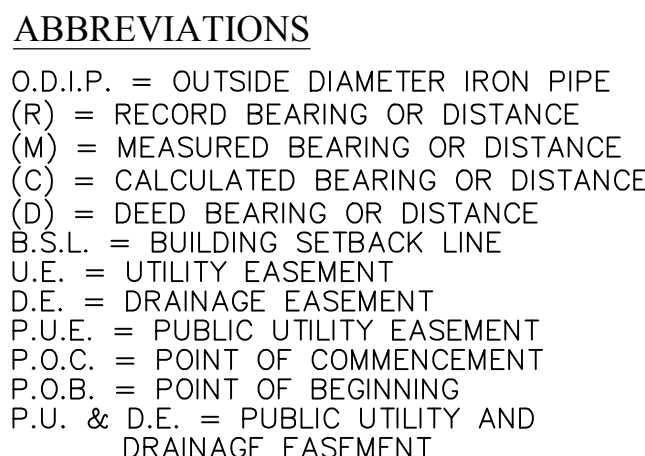 ABBREVIATIONS
O.D.I.P. = OUTSIDE DIAMETER IRON PIPE
(R) = RECORD BEARING OR DISTANCE
(M) = MEASURED BEARING OR DISTANCE
(C) = CALCULATED BEARING OR DISTANCE
(D) = DEED BEARING OR DISTANCE
B.S.L. = BUILDING SETBACK LINE
U.E. = UTILITY EASEMENT
D.E. = DRAINAGE EASEMENT
P.U.E. = PUBLIC UTILITY EASEMENT
P.O.C. = POINT OF COMMENCEMENT
P.O.B. = POINT OF BEGINNING
P.U. & D.E. = PUBLIC UTILITY AND
DRAINAGE EASEMENT